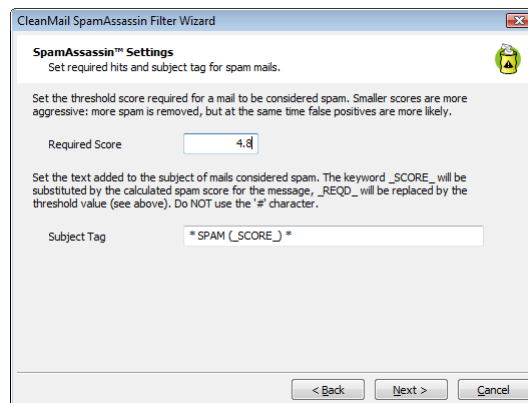 CleanMail SpamAssassin Filter Wizard
SpamAssassin™ Settings
Set required hits and subject tag for spam mails.
Set the threshold score required for a mail to be considered spam. Smaller scores are more
aggressive: more spam is removed, but at the same time false positives are more likely.
Required Score 4.8
Set the text added to the subject of mails considered spam. The keyword _SCORE_ will be
substituted by the calculated spam score for the message, _REQD_ will be replaced by the
threshold value (see above). Do NOT use the '#' character.
Subject Tag * SPAM (_SCORE_) *
< Back Next > Cancel